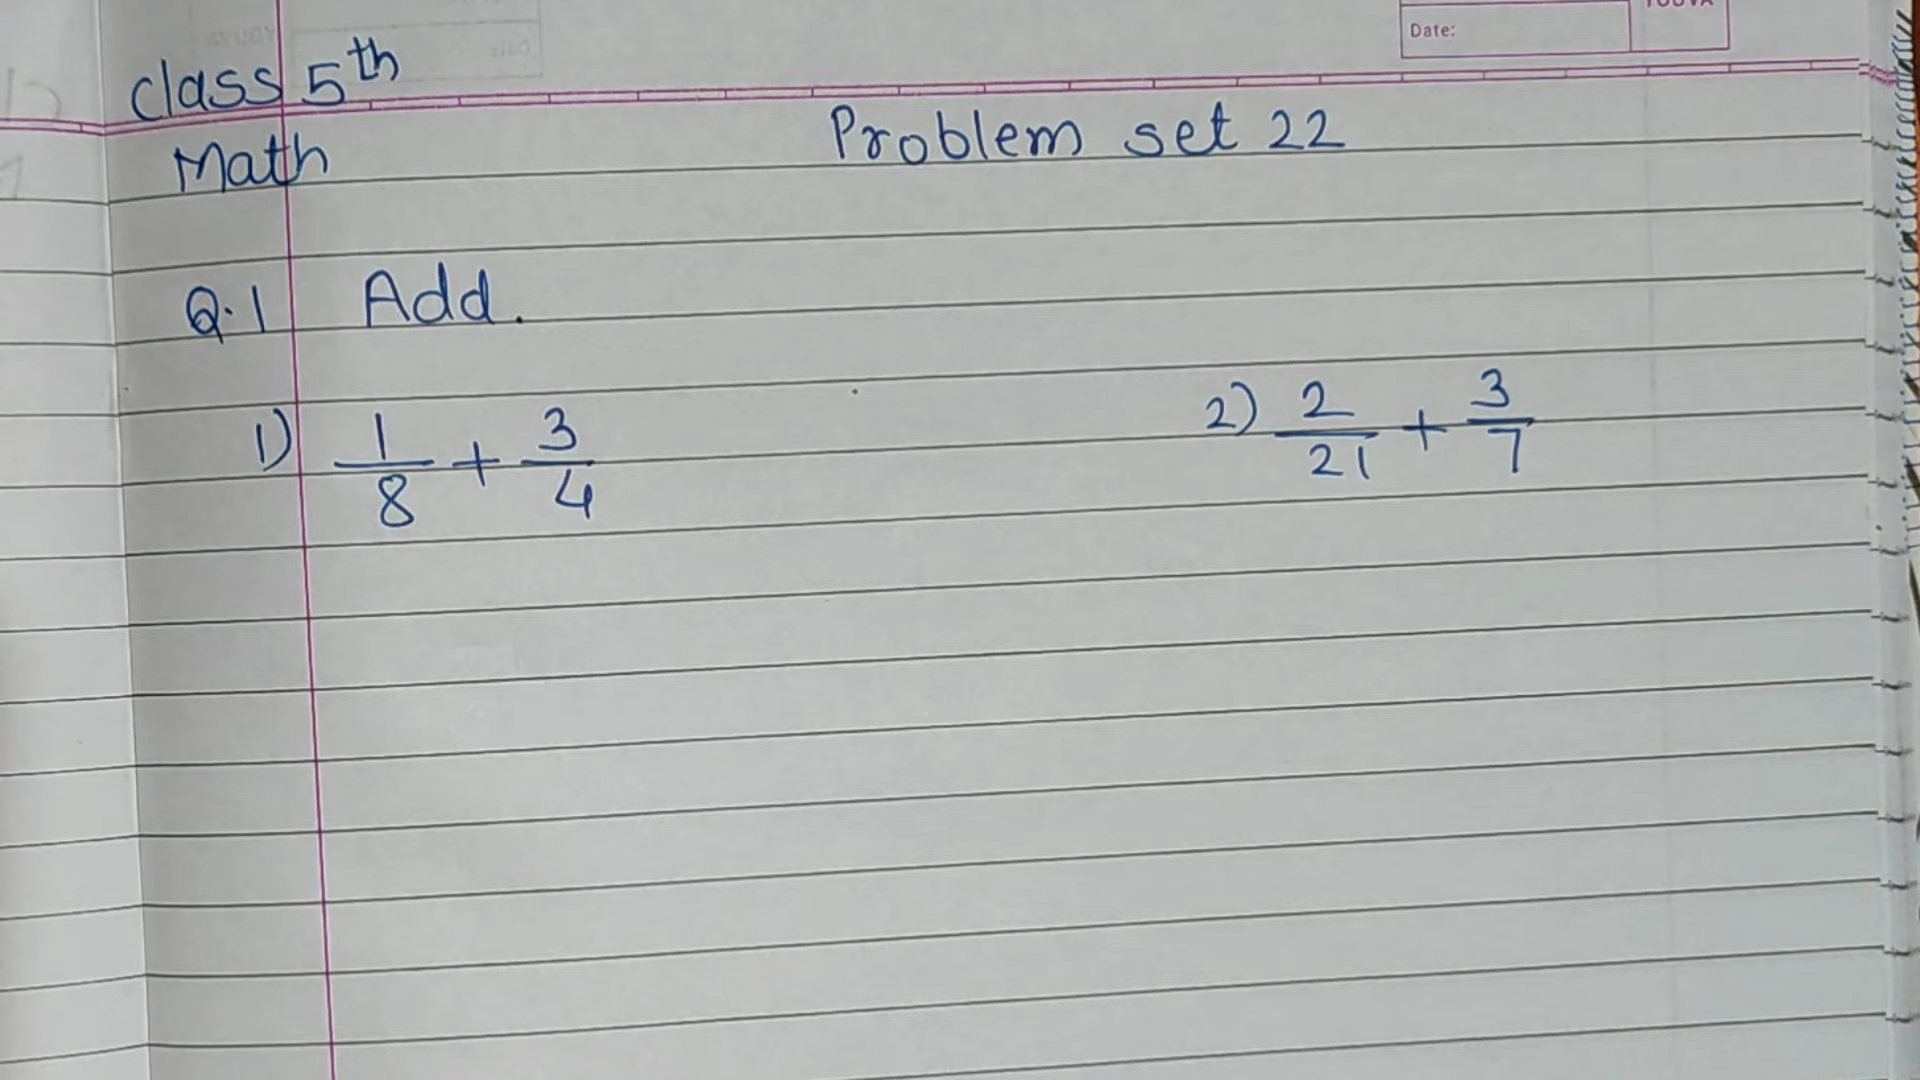 Date:
YOUVA
class 5th
Math
Problem set 22
Q.1 Add.
1) 1/8 + 3/4
2) 2/21 + 3/7